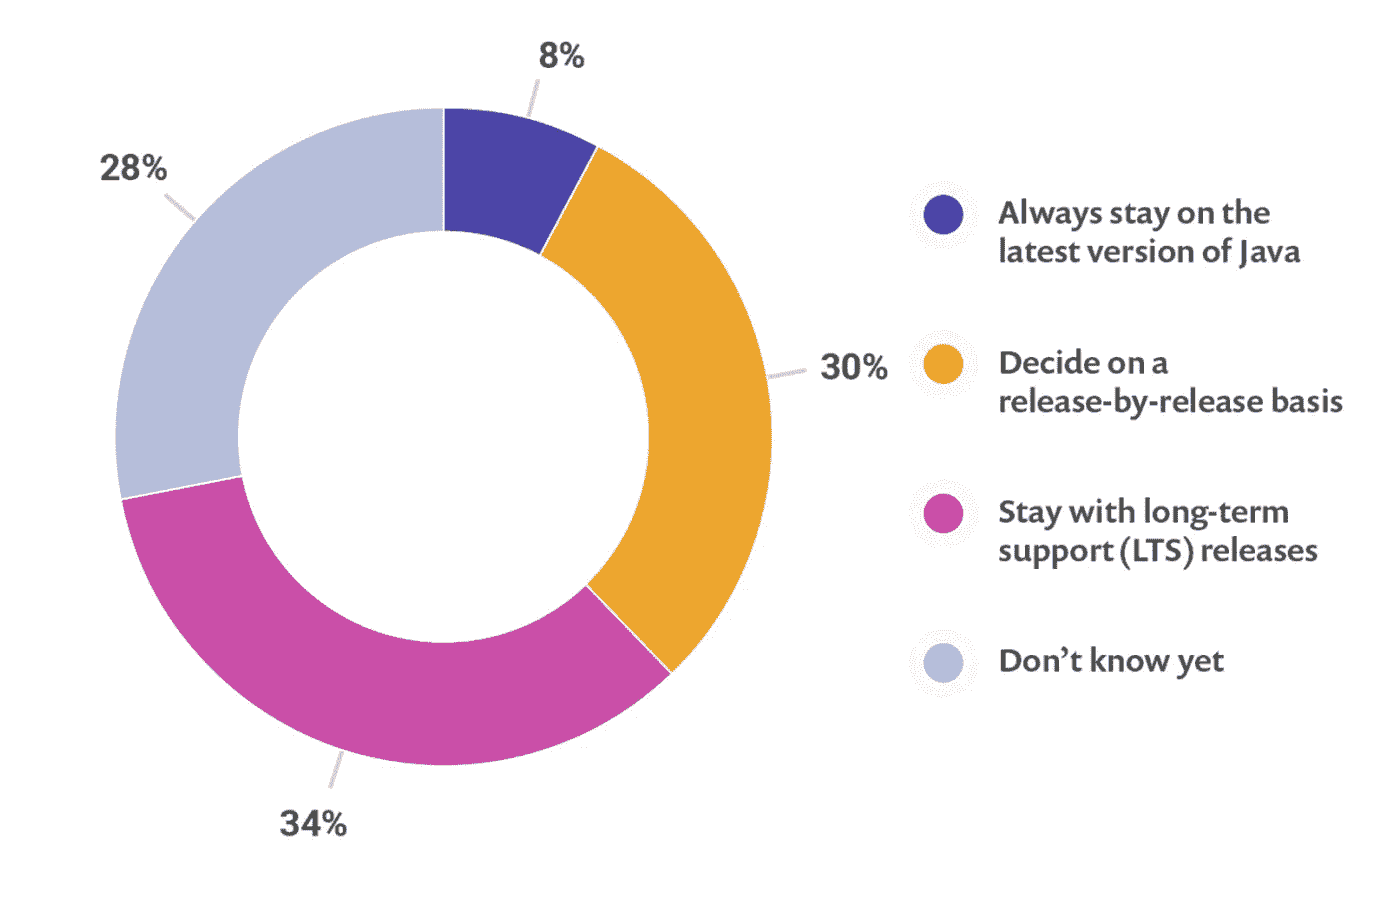 8%
28%
30%
34%
Always stay on the
latest version of Java
Decide on a
release-by-release basis
Stay with long-term
support (LTS) releases
Don’t know yet